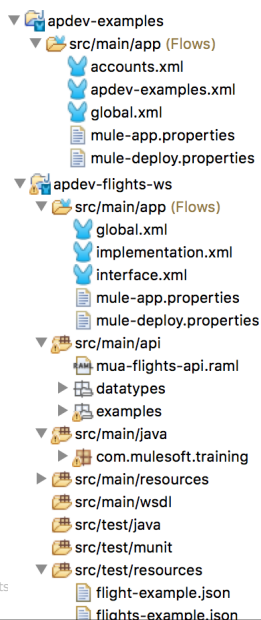 apdev-examples
src/main/app (Flows)
accounts.xml
apdev-examples.xml
global.xml
mule-app.properties
mule-deploy.properties
apdev-flights-ws
src/main/app (Flows)
global.xml
implementation.xml
interface.xml
mule-app.properties
mule-deploy.properties
src/main/api
RAML mua-flights-api.raml
datatypes
examples
src/main/java
com.mulesoft.training
src/main/resources
src/main/wsdl
src/test/java
src/test/munit
src/test/resources
flight-example.json
flights-example.json